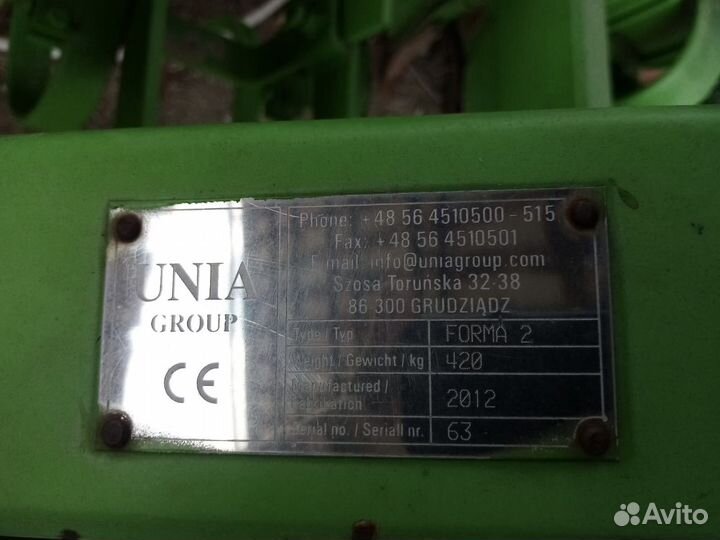 UNIA
GROUP
CE
Phone: +48 56 4510500 - 515
Fax: +48 56 4510501
E-mail: info@uniagroup.com
Szosa Toruńska 32-38
86-300 GRUDZIĄDZ
Type / Typ FORMA 2
Weight / Gewicht / kg 420
Manufactured /
Fabrikation 2012
Serial no. / Seriall nr. 63
Avito